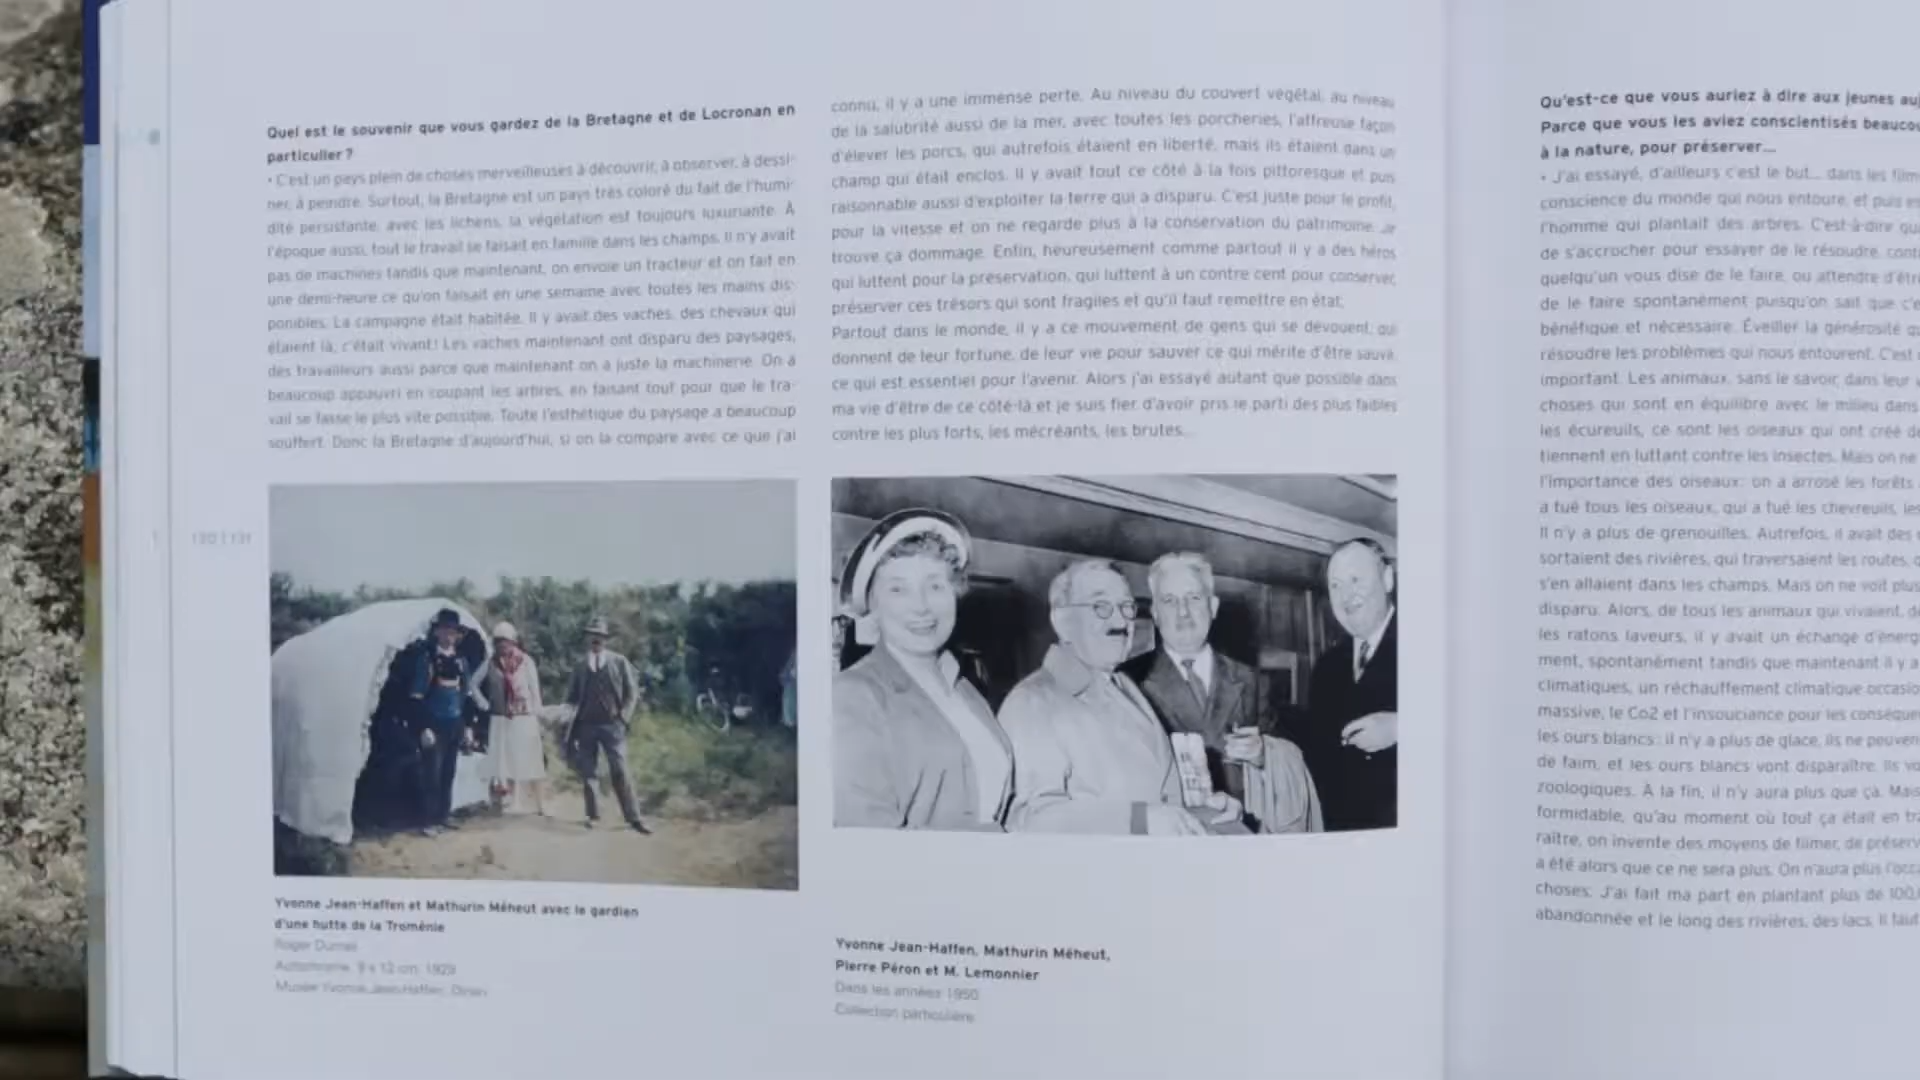 Quel est le souvenir que vous gardez de la Bretagne et de Locronan en
particulier ?
• C'est un pays plein de choses merveilleuses à découvrir, à observer, à dessi-
ner, à peindre. Surtout, la Bretagne est un pays très coloré du fait de l'humi-
dité persistante, avec les lichens, la végétation est toujours luxuriante. À
l'époque aussi, tout le travail se faisait en famille dans les champs. Il n'y avait
pas de machines tandis que maintenant, on envoie un tracteur et on fait en
une demi-heure ce qu'on faisait en une semaine avec toutes les mains dis-
ponibles. La campagne était habitée. Il y avait des vaches, des chevaux qui
étaient là, c'était vivant! Les vaches maintenant ont disparu des paysages,
des travailleurs aussi parce que maintenant on a juste la machinerie. On a
beaucoup appauvri en coupant les arbres, en faisant tout pour que le tra-
vail se fasse le plus vite possible. Toute l'esthétique du paysage a beaucoup
souffert. Donc la Bretagne d'aujourd'hui, si on la compare avec ce que j'ai
connu, il y a une immense perte. Au niveau du couvert végétal, au niveau
de la salubrité aussi de la mer, avec toutes les porcheries, l'affreuse façon
d'élever les porcs, qui autrefois étaient en liberté, mais ils étaient dans un
champ qui était enclos. Il y avait tout ce côté à la fois pittoresque et puis
raisonnable aussi d'exploiter la terre qui a disparu. C'est juste pour le profit,
pour la vitesse et on ne regarde plus à la conservation du patrimoine. Je
trouve ça dommage. Enfin, heureusement comme partout il y a des héros
qui luttent pour la préservation, qui luttent à un contre cent pour conserver,
préserver ces trésors qui sont fragiles et qu'il faut remettre en état.
Partout dans le monde, il y a ce mouvement de gens qui se dévouent, qui
donnent de leur fortune, de leur vie pour sauver ce qui mérite d'être sauvé,
ce qui est essentiel pour l'avenir. Alors j'ai essayé autant que possible dans
ma vie d'être de ce côté-là et je suis fier d'avoir pris le parti des plus faibles
contre les plus forts, les mécréants, les brutes...
130 | 131
Yvonne Jean-Haffen et Mathurin Méheut avec le gardien
d'une hutte de la Troménie
Autochrome, 9 x 12 cm, 1929
Musée Yvonne Jean-Haffen, Dinan
Yvonne Jean-Haffen, Mathurin Méheut,
Pierre Péron et M. Lemonnier
Dans les années 1950
Collection particulière
Qu'est-ce que vous auriez à dire aux jeunes
Parce que vous les aviez conscientisés
à la nature, pour préserver...
• J'ai essayé, d'ailleurs c'est le but... dans les
conscience du monde qui nous entoure, et puis
l'homme qui plantait des arbres. C'est-à-dire
de s'accrocher pour essayer de le résoudre,
quelqu'un vous dise de le faire, ou attendre
de le faire spontanément puisqu'on sait que
bénéfique et nécessaire. Éveiller la générosité
résoudre les problèmes qui nous entourent. C'est
important. Les animaux, sans le savoir, dans leur
choses qui sont en équilibre avec le milieu dans
les écureuils, ce sont les oiseaux qui ont créé
tiennent en luttant contre les insectes. Mais on ne
l'importance des oiseaux: on a arrosé les forêts
a tué tous les oiseaux, qui a tué les chevreuils, les
Il n'y a plus de grenouilles. Autrefois, il avait des
sortaient des rivières, qui traversaient les routes,
s'en allaient dans les champs. Mais on ne voit plus
disparu. Alors, de tous les animaux qui vivaient,
les ratons laveurs, il y avait un échange
ment, spontanément tandis que maintenant il y a
climatiques, un réchauffement climatique
massive, le Co2 et l'insouciance pour les
les ours blancs : il n'y a plus de glace, ils ne
de faim, et les ours blancs vont disparaître. Ils
zoologiques. À la fin, il n'y aura plus que ça. Mais
formidable, qu'au moment où tout ça était en
raître, on invente des moyens de filmer, de
a été alors que ce ne sera plus. On n'aura plus
choses. J'ai fait ma part en plantant plus de
abandonnée et le long des rivières, des lacs. Il faut